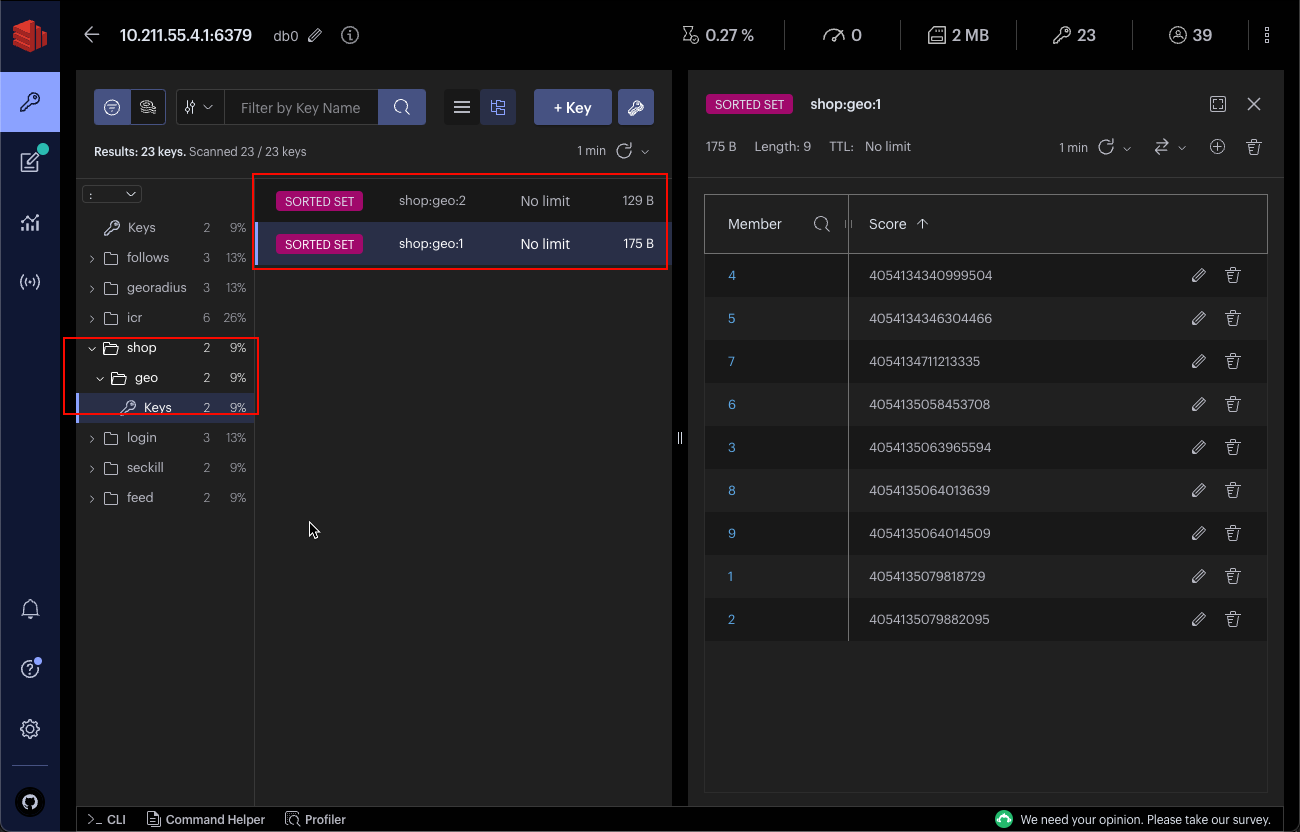 10.211.55.4.1:6379 db0 0.27 % 0 2 MB 23 39
Filter by Key Name + Key
Results: 23 keys. Scanned 23 / 23 keys 1 min
:
Keys 2 9%
follows 3 13%
georadius 3 13%
icr 6 26%
shop 2 9%
geo 2 9%
Keys 2 9%
login 3 13%
seckill 2 9%
feed 2 9%
SORTED SET shop:geo:2 No limit 129 B
SORTED SET shop:geo:1 No limit 175 B
SORTED SET shop:geo:1
175 B Length: 9 TTL: No limit 1 min
Member Score
4 4054134340999504
5 4054134346304466
7 4054134711213335
6 4054135058453708
3 4054135063965594
8 4054135064013639
9 4054135064014509
1 4054135079818729
2 4054135079882095
>_ CLI Command Helper Profiler We need your opinion. Please take our survey.